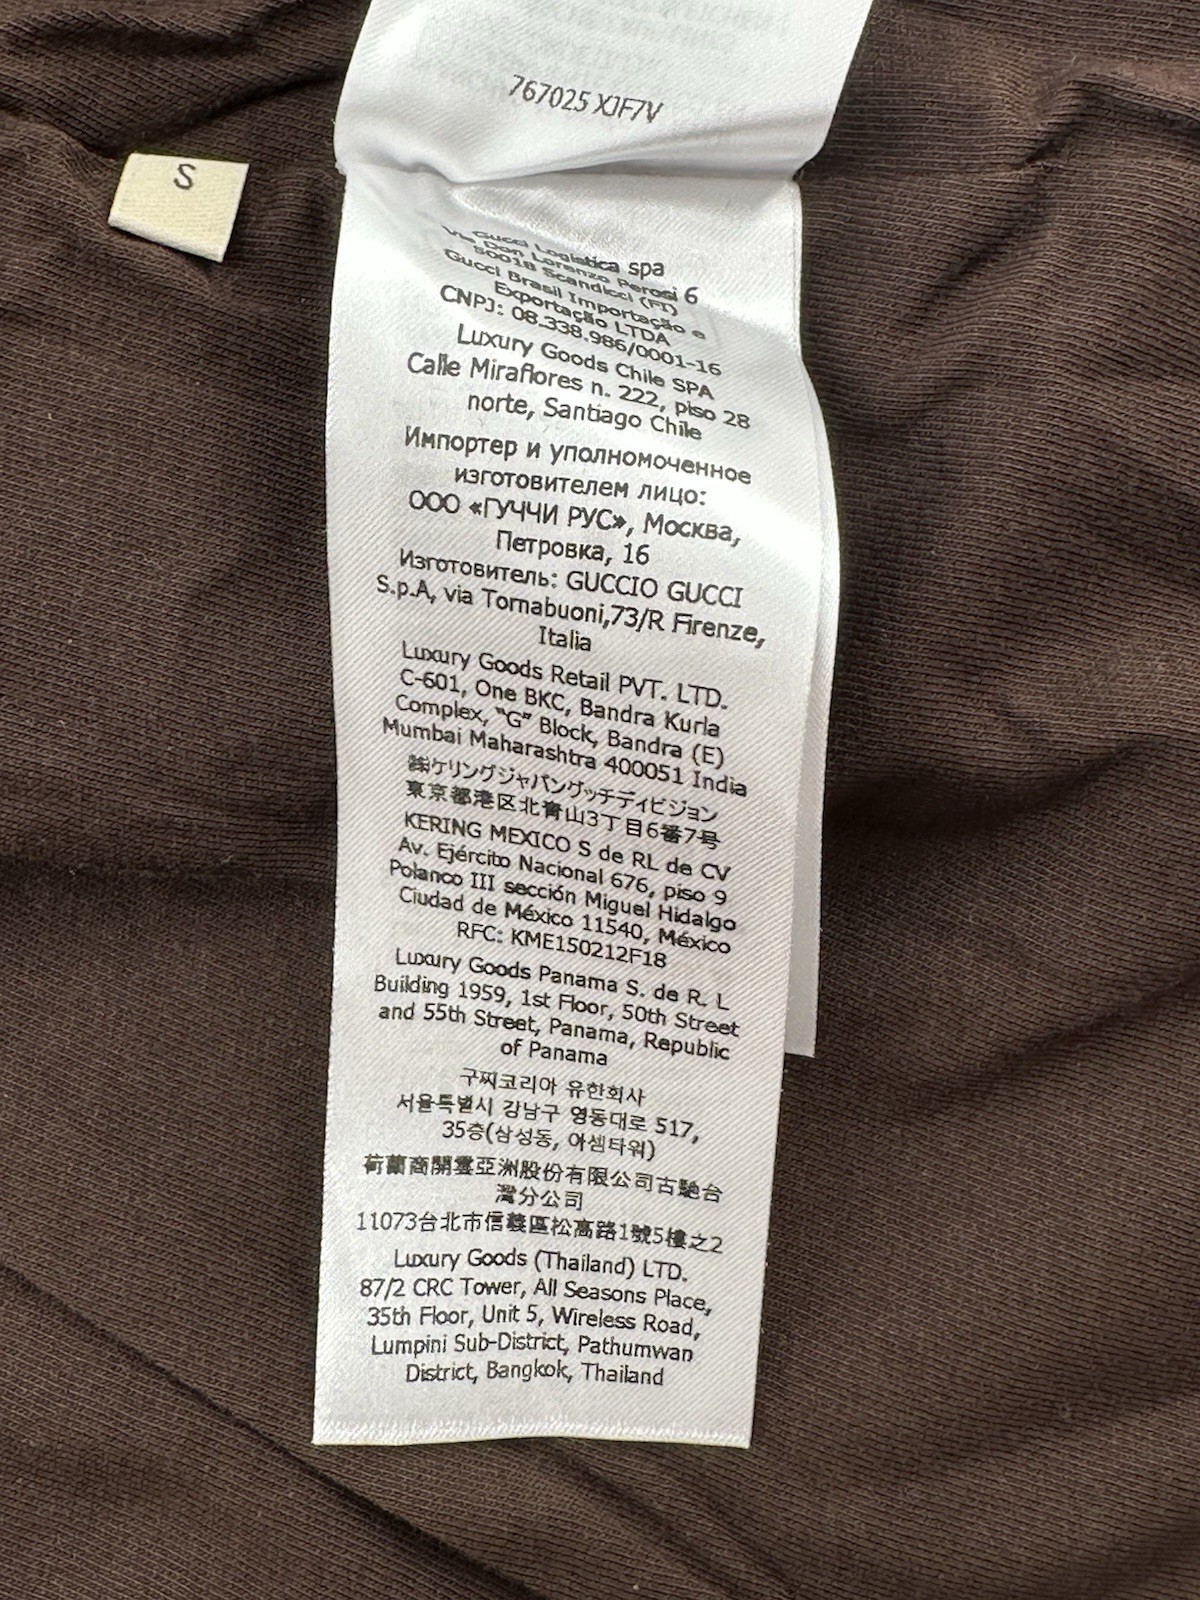 767025 XJF7V
S
Gucci Logistica spa
Via Don Lorenzo Perosi 6
50018 Scandicci (FI)
Gucci Brasil Importação e
Exportação LTDA
CNPJ: 08.338.986/0001-16
Luxury Goods Chile SPA
Calle Miraflores n. 222, piso 28
norte, Santiago Chile
Импортер и уполномоченное
изготовителем лицо:
ООО «ГУЧЧИ РУС», Москва,
Петровка, 16
Изготовитель: GUCCIO GUCCI
S.p.A, via Tornabuoni,73/R Firenze,
Italia
Luxury Goods Retail PVT. LTD.
C-601, One BKC, Bandra Kurla
Complex, "G" Block, Bandra (E)
Mumbai Maharashtra 400051 India
㈱ケリングジャパングッチディビジョン
東京都港区北青山3丁目6番7号
KERING MEXICO S de RL de CV
Av. Ejército Nacional 676, piso 9
Polanco III sección Miguel Hidalgo
Ciudad de México 11540, México
RFC: KME150212F18
Luxury Goods Panama S. de R. L
Building 1959, 1st Floor, 50th Street
and 55th Street, Panama, Republic
of Panama
구찌코리아 유한회사
서울특별시 강남구 영동대로 517,
35층(삼성동, 아셈타워)
荷蘭商開雲亞洲股份有限公司古馳台
灣分公司
11073台北市信義區松高路1號5樓之2
Luxury Goods (Thailand) LTD.
87/2 CRC Tower, All Seasons Place,
35th Floor, Unit 5, Wireless Road,
Lumpini Sub-District, Pathumwan
District, Bangkok, Thailand